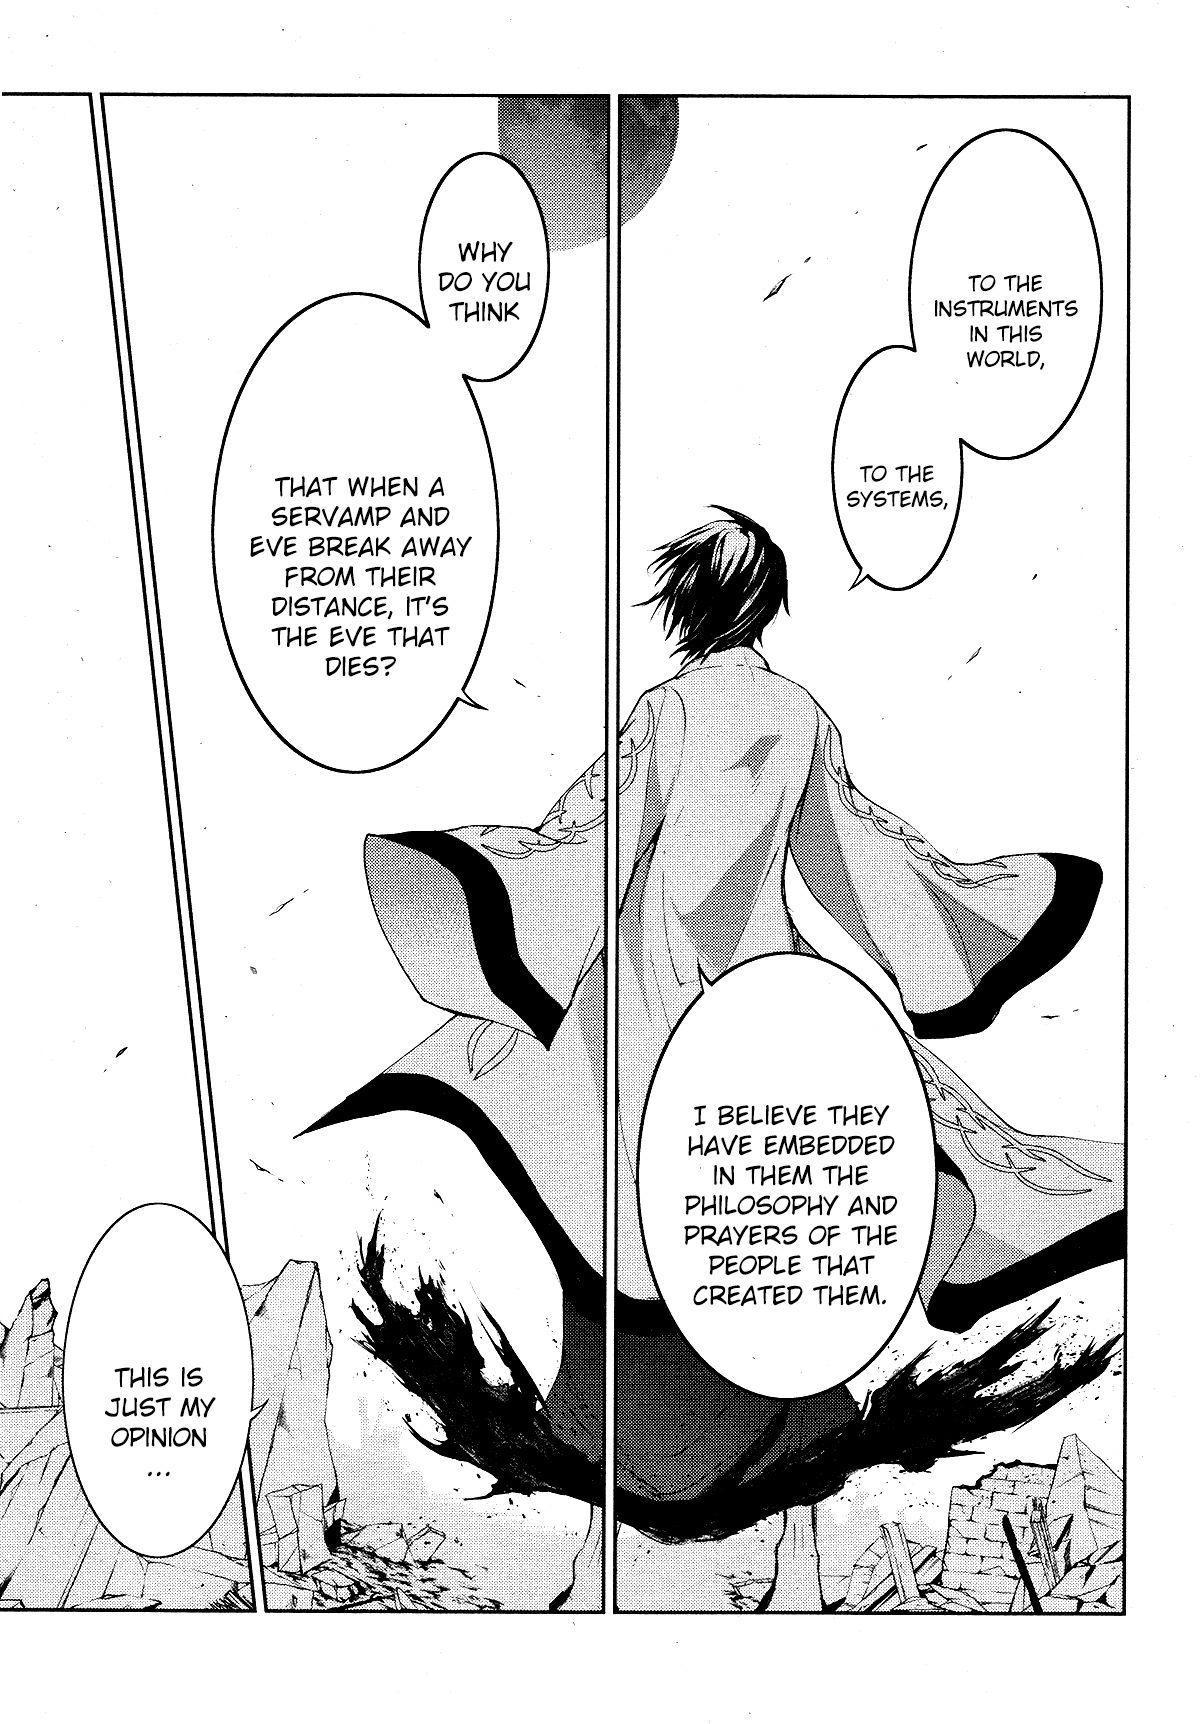 TO THE
INSTRUMENTS
IN THIS
WORLD,
TO THE
SYSTEMS,
I BELIEVE THEY
HAVE EMBEDDED
IN THEM THE
PHILOSOPHY AND
PRAYERS OF THE
PEOPLE THAT
CREATED THEM.
WHY
DO YOU
THINK
THAT WHEN A
SERVAMP AND
EVE BREAK AWAY
FROM THEIR
DISTANCE, IT'S
THE EVE THAT
DIES?
THIS IS
JUST MY
OPINION
...